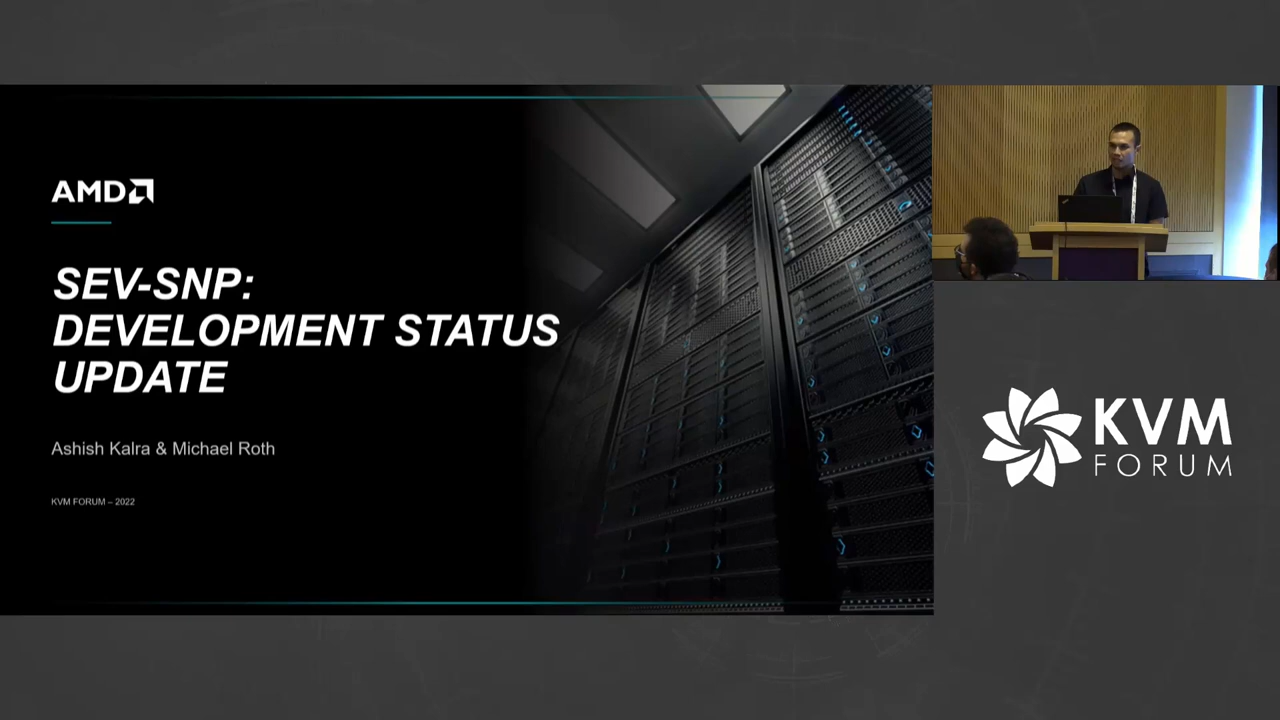 AMD
SEV-SNP:
DEVELOPMENT STATUS
UPDATE
Ashish Kalra & Michael Roth
KVM FORUM – 2022
KVM
FORUM